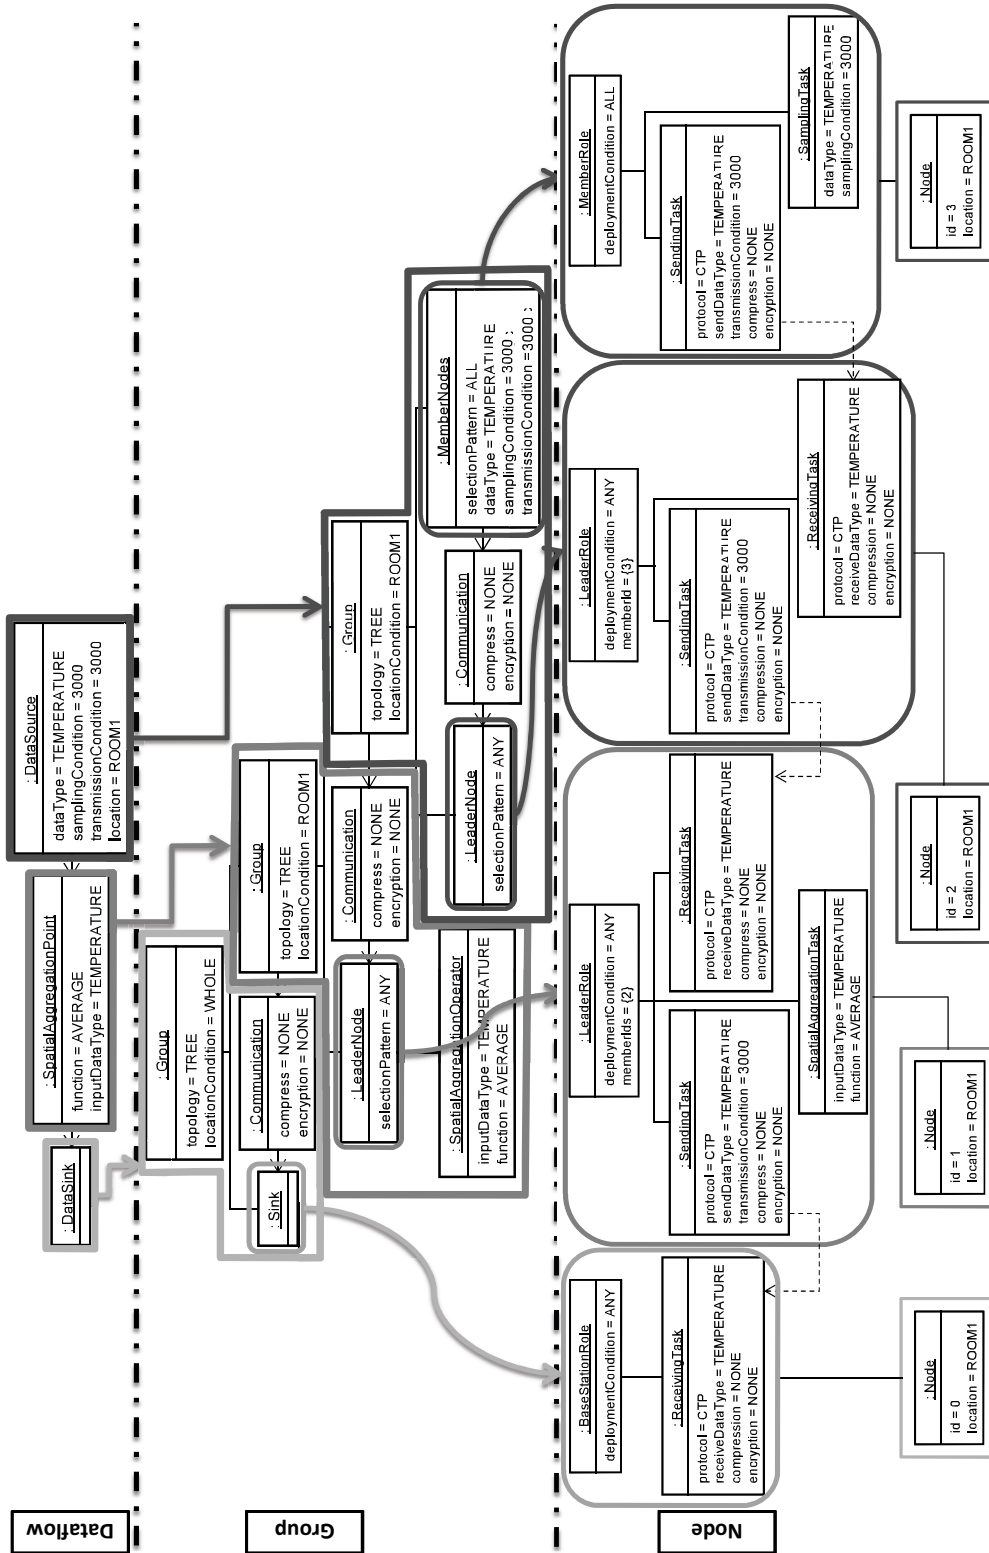 Dataflow
: DataSink
: SpatialAggregationPoint
function = AVERAGE
inputDataType = TEMPERATURE
: DataSource
dataType = TEMPERATURE
samplingCondition = 3000
transmissionCondition = 3000
location = ROOM1
Group
: Group
topology = TREE
locationCondition = WHOLE
: Sink
: Communication
compress = NONE
encryption = NONE
: Group
topology = TREE
locationCondition = ROOM1
: LeaderNode
selectionPattern = ANY
: SpatialAggregationOperator
inputDataType = TEMPERATURE
function = AVERAGE
: Communication
compress = NONE
encryption = NONE
: Group
topology = TREE
locationCondition = ROOM1
: LeaderNode
selectionPattern = ANY
: Communication
compress = NONE
encryption = NONE
: MemberNodes
selectionPattern = ALL
dataType = TEMPERATURE
samplingCondition = 3000 ;
transmissionCondition = 3000 ;
Node
: BaseStationRole
deploymentCondition = ANY
: ReceivingTask
protocol = CTP
receiveDataType = TEMPERATURE
compression = NONE
encryption = NONE
: Node
id = 0
location = ROOM1
: LeaderRole
deploymentCondition = ANY
memberIds = {2}
: SendingTask
protocol = CTP
sendDataType = TEMPERATURE
transmissionCondition = 3000
compress = NONE
encryption = NONE
: ReceivingTask
protocol = CTP
receiveDataType = TEMPERATURE
compress = NONE
encryption = NONE
: SpatialAggregationTask
inputDataType = TEMPERATURE
function = AVERAGE
: Node
id = 1
location = ROOM1
: LeaderRole
deploymentCondition = ANY
memberId = {3}
: SendingTask
protocol = CTP
sendDataType = TEMPERATURE
transmissionCondition = 3000
compression = NONE
encryption = NONE
: ReceivingTask
protocol = CTP
receiveDataType = TEMPERATURE
compression = NONE
encryption = NONE
: Node
id = 2
location = ROOM1
: MemberRole
deploymentCondition = ALL
: SendingTask
protocol = CTP
sendDataType = TEMPERATURE
transmissionCondition = 3000
compress = NONE
encryption = NONE
: SamplingTask
dataType = TEMPERATURE
samplingCondition = 3000
: Node
id = 3
location = ROOM1